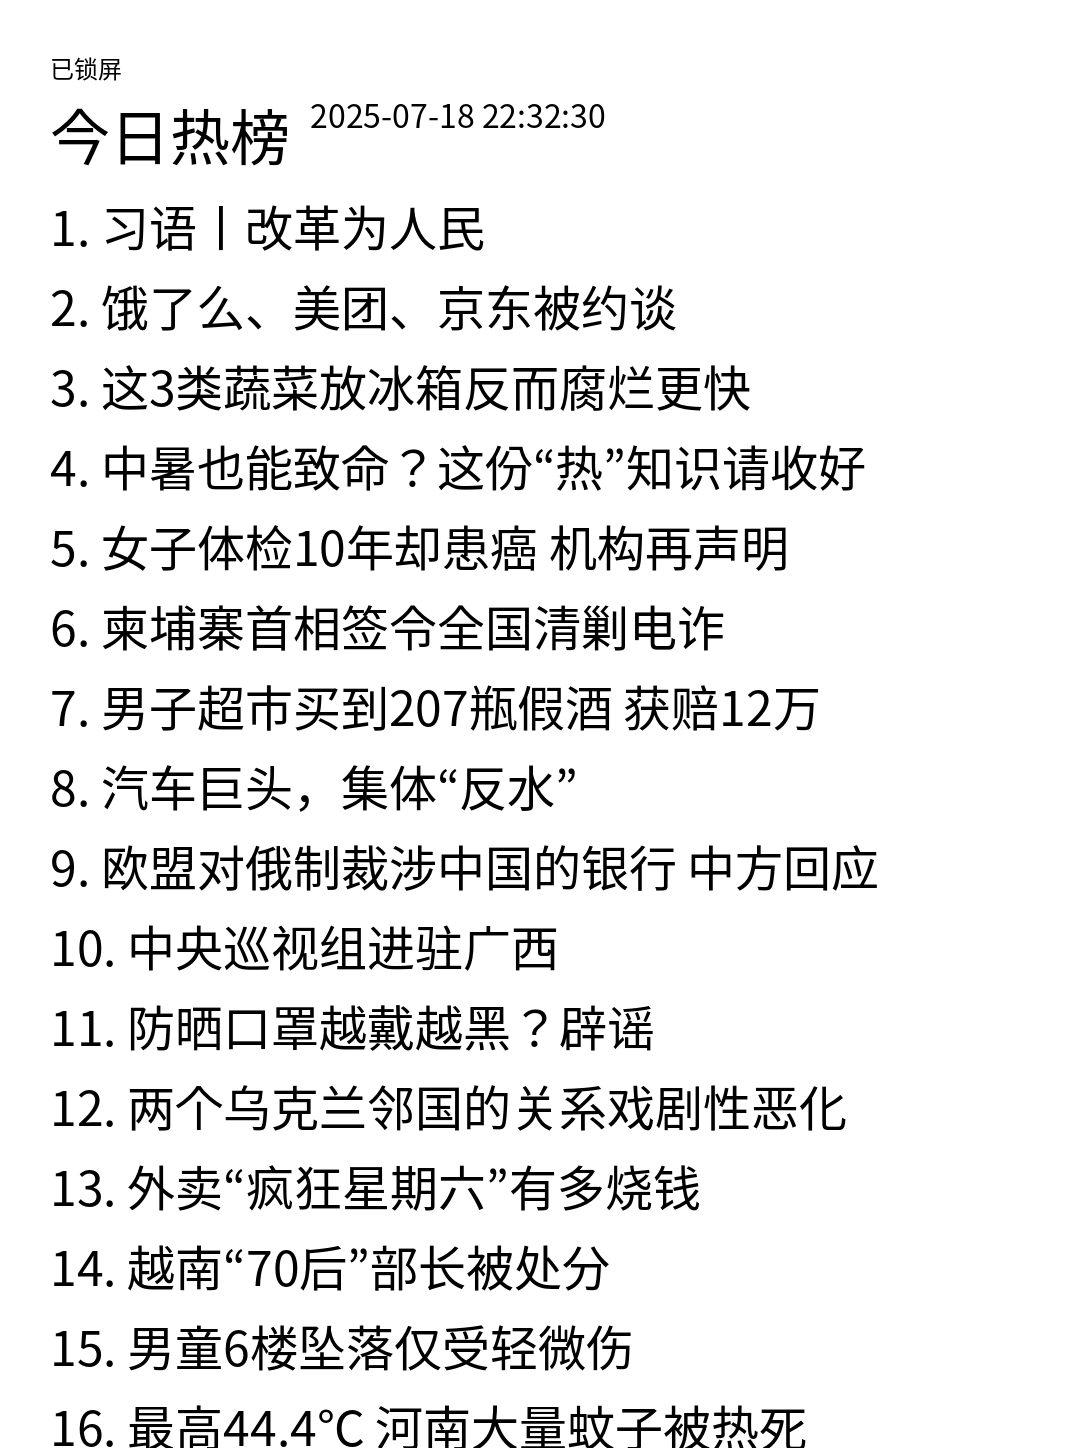 已锁屏
今日热榜 2025-07-18 22:32:30
1. 习语丨改革为人民
2. 饿了么、美团、京东被约谈
3. 这3类蔬菜放冰箱反而腐烂更快
4. 中暑也能致命？这份“热”知识请收好
5. 女子体检10年却患癌 机构再声明
6. 柬埔寨首相签令全国清剿电诈
7. 男子超市买到207瓶假酒 获赔12万
8. 汽车巨头，集体“反水”
9. 欧盟对俄制裁涉中国的银行 中方回应
10. 中央巡视组进驻广西
11. 防晒口罩越戴越黑？辟谣
12. 两个乌克兰邻国的关系戏剧性恶化
13. 外卖“疯狂星期六”有多烧钱
14. 越南“70后”部长被处分
15. 男童6楼坠落仅受轻微伤
16. 最高44.4℃ 河南大量蚊子被热死